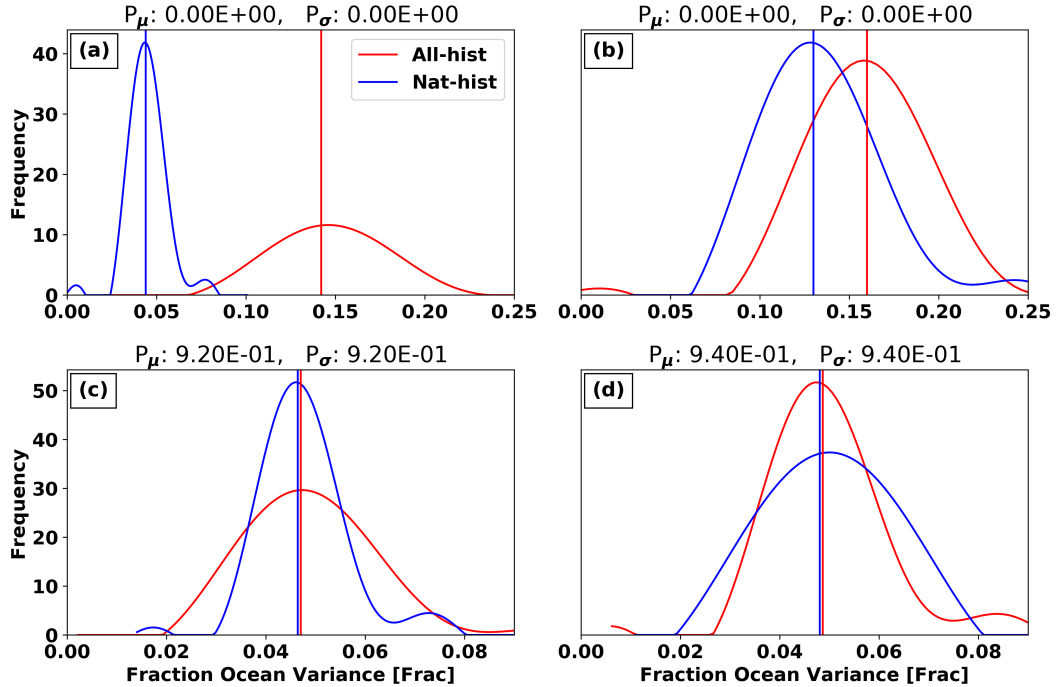 Pμ: 0.00E+00, Pσ: 0.00E+00
(a)
All-hist
Nat-hist
Frequency
40
30
20
10
0
0.00 0.05 0.10 0.15 0.20 0.25
Pμ: 0.00E+00, Pσ: 0.00E+00
(b)
0.00 0.05 0.10 0.15 0.20 0.25
Pμ: 9.20E-01, Pσ: 9.20E-01
(c)
Frequency
50
40
30
20
10
0
0.00 0.02 0.04 0.06 0.08
Fraction Ocean Variance [Frac]
Pμ: 9.40E-01, Pσ: 9.40E-01
(d)
0.00 0.02 0.04 0.06 0.08
Fraction Ocean Variance [Frac]